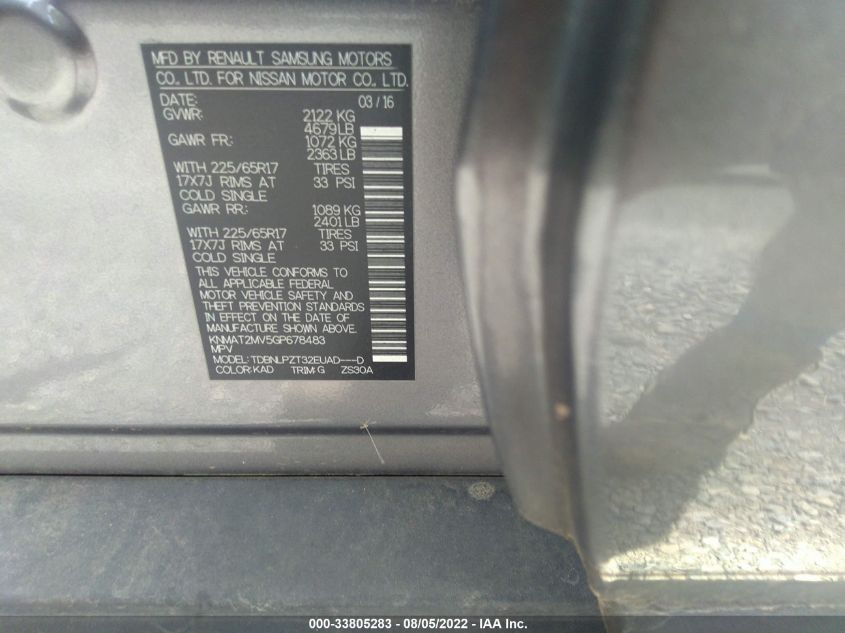 MFD BY RENAULT SAMSUNG MOTORS
CO., LTD. FOR NISSAN MOTOR CO., LTD.
DATE: 03/16
GVWR: 2122 KG
4679 LB
GAWR FR: 1072 KG
2363 LB
WITH 225/65R17 TIRES
17X7J RIMS AT 33 PSI
COLD SINGLE
GAWR RR: 1089 KG
2401 LB
WITH 225/65R17 TIRES
17X7J RIMS AT 33 PSI
COLD SINGLE
THIS VEHICLE CONFORMS TO
ALL APPLICABLE FEDERAL
MOTOR VEHICLE SAFETY AND
THEFT PREVENTION STANDARDS
IN EFFECT ON THE DATE OF
MANUFACTURE SHOWN ABOVE.
KNMAT2MV5GP678483
MPV
MODEL: TDBNLPZT32EUAD---D
COLOR: KAD TRIM: G ZS30A
000-33805283 - 08/05/2022 - IAA Inc.